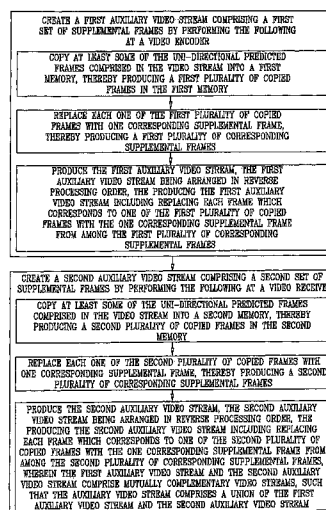 CREATE A FIRST AUXILIARY VIDEO STREAM COMPRISING A FIRST
SET OF SUPPLEMENTAL FRAMES BY PERFORMING THE FOLLOWING
AT A VIDEO ENCODER
COPY AT LEAST SOME OF THE UNI-DIRECTIONAL PREDICTED
FRAMES COMPRISED IN THE VIDEO STREAM INTO A FIRST
MEMORY, THEREBY PRODUCING A FIRST PLURALITY OF COPIED
FRAMES IN THE FIRST MEMORY
REPLACE EACH ONE OF THE FIRST PLURALITY OF COPIED
FRAMES WITH ONE CORRESPONDING SUPPLEMENTAL FRAME,
THEREBY PRODUCING A FIRST PLURALITY OF CORRESPONDING
SUPPLEMENTAL FRAMES
PRODUCE THE FIRST AUXILIARY VIDEO STREAM, THE FIRST
AUXILIARY VIDEO STREAM BEING ARRANGED IN REVERSE
PROCESSING ORDER, THE PRODUCING THE FIRST AUXILIARY
VIDEO STREAM INCLUDING REPLACING EACH FRAME WHICH
CORRESPONDS TO ONE OF THE FIRST PLURALITY OF COPIED
FRAMES WITH THE ONE CORRESPONDING SUPPLEMENTAL FRAME
FROM AMONG THE FIRST PLURALITY OF CORRESPONDING
SUPPLEMENTAL FRAMES
CREATE A SECOND AUXILIARY VIDEO STREAM COMPRISING A SECOND SET OF
SUPPLEMENTAL FRAMES BY PERFORMING THE FOLLOWING AT A VIDEO RECEIVE
COPY AT LEAST SOME OF THE UNI-DIRECTIONAL PREDICTED FRAMES
COMPRISED IN THE VIDEO STREAM INTO A SECOND MEMORY, THEREBY
PRODUCING A SECOND PLURALITY OF COPIED FRAMES IN THE SECOND
MEMORY
REPLACE EACH ONE OF THE SECOND PLURALITY OF COPIED FRAMES WITH
ONE CORRESPONDING SUPPLEMENTAL FRAME, THEREBY PRODUCING A SECOND
PLURALITY OF CORRESPONDING SUPPLEMENTAL FRAMES
PRODUCE THE SECOND AUXILIARY VIDEO STREAM, THE SECOND AUXILIARY
VIDEO STREAM BEING ARRANGED IN REVERSE PROCESSING ORDER, THE
PRODUCING THE SECOND AUXILIARY VIDEO STREAM INCLUDING REPLACING
EACH FRAME WHICH CORRESPONDS TO ONE OF THE SECOND PLURALITY OF
COPIED FRAMES WITH THE ONE CORRESPONDING SUPPLEMENTAL FRAME FROM
AMONG THE SECOND PLURALITY OF CORRESPONDING SUPPLEMENTAL FRAMES,
WHEREIN THE FIRST AUXILIARY VIDEO STREAM AND THE SECOND AUXILIARY
VIDEO STREAM COMPRISE MUTUALLY COMPLEMENTARY VIDEO STREAMS, SUCH
THAT THE AUXILIARY VIDEO STREAM COMPRISES A UNION OF THE FIRST
AUXILIARY VIDEO STREAM AND THE SECOND AUXILIARY VIDEO STREAM